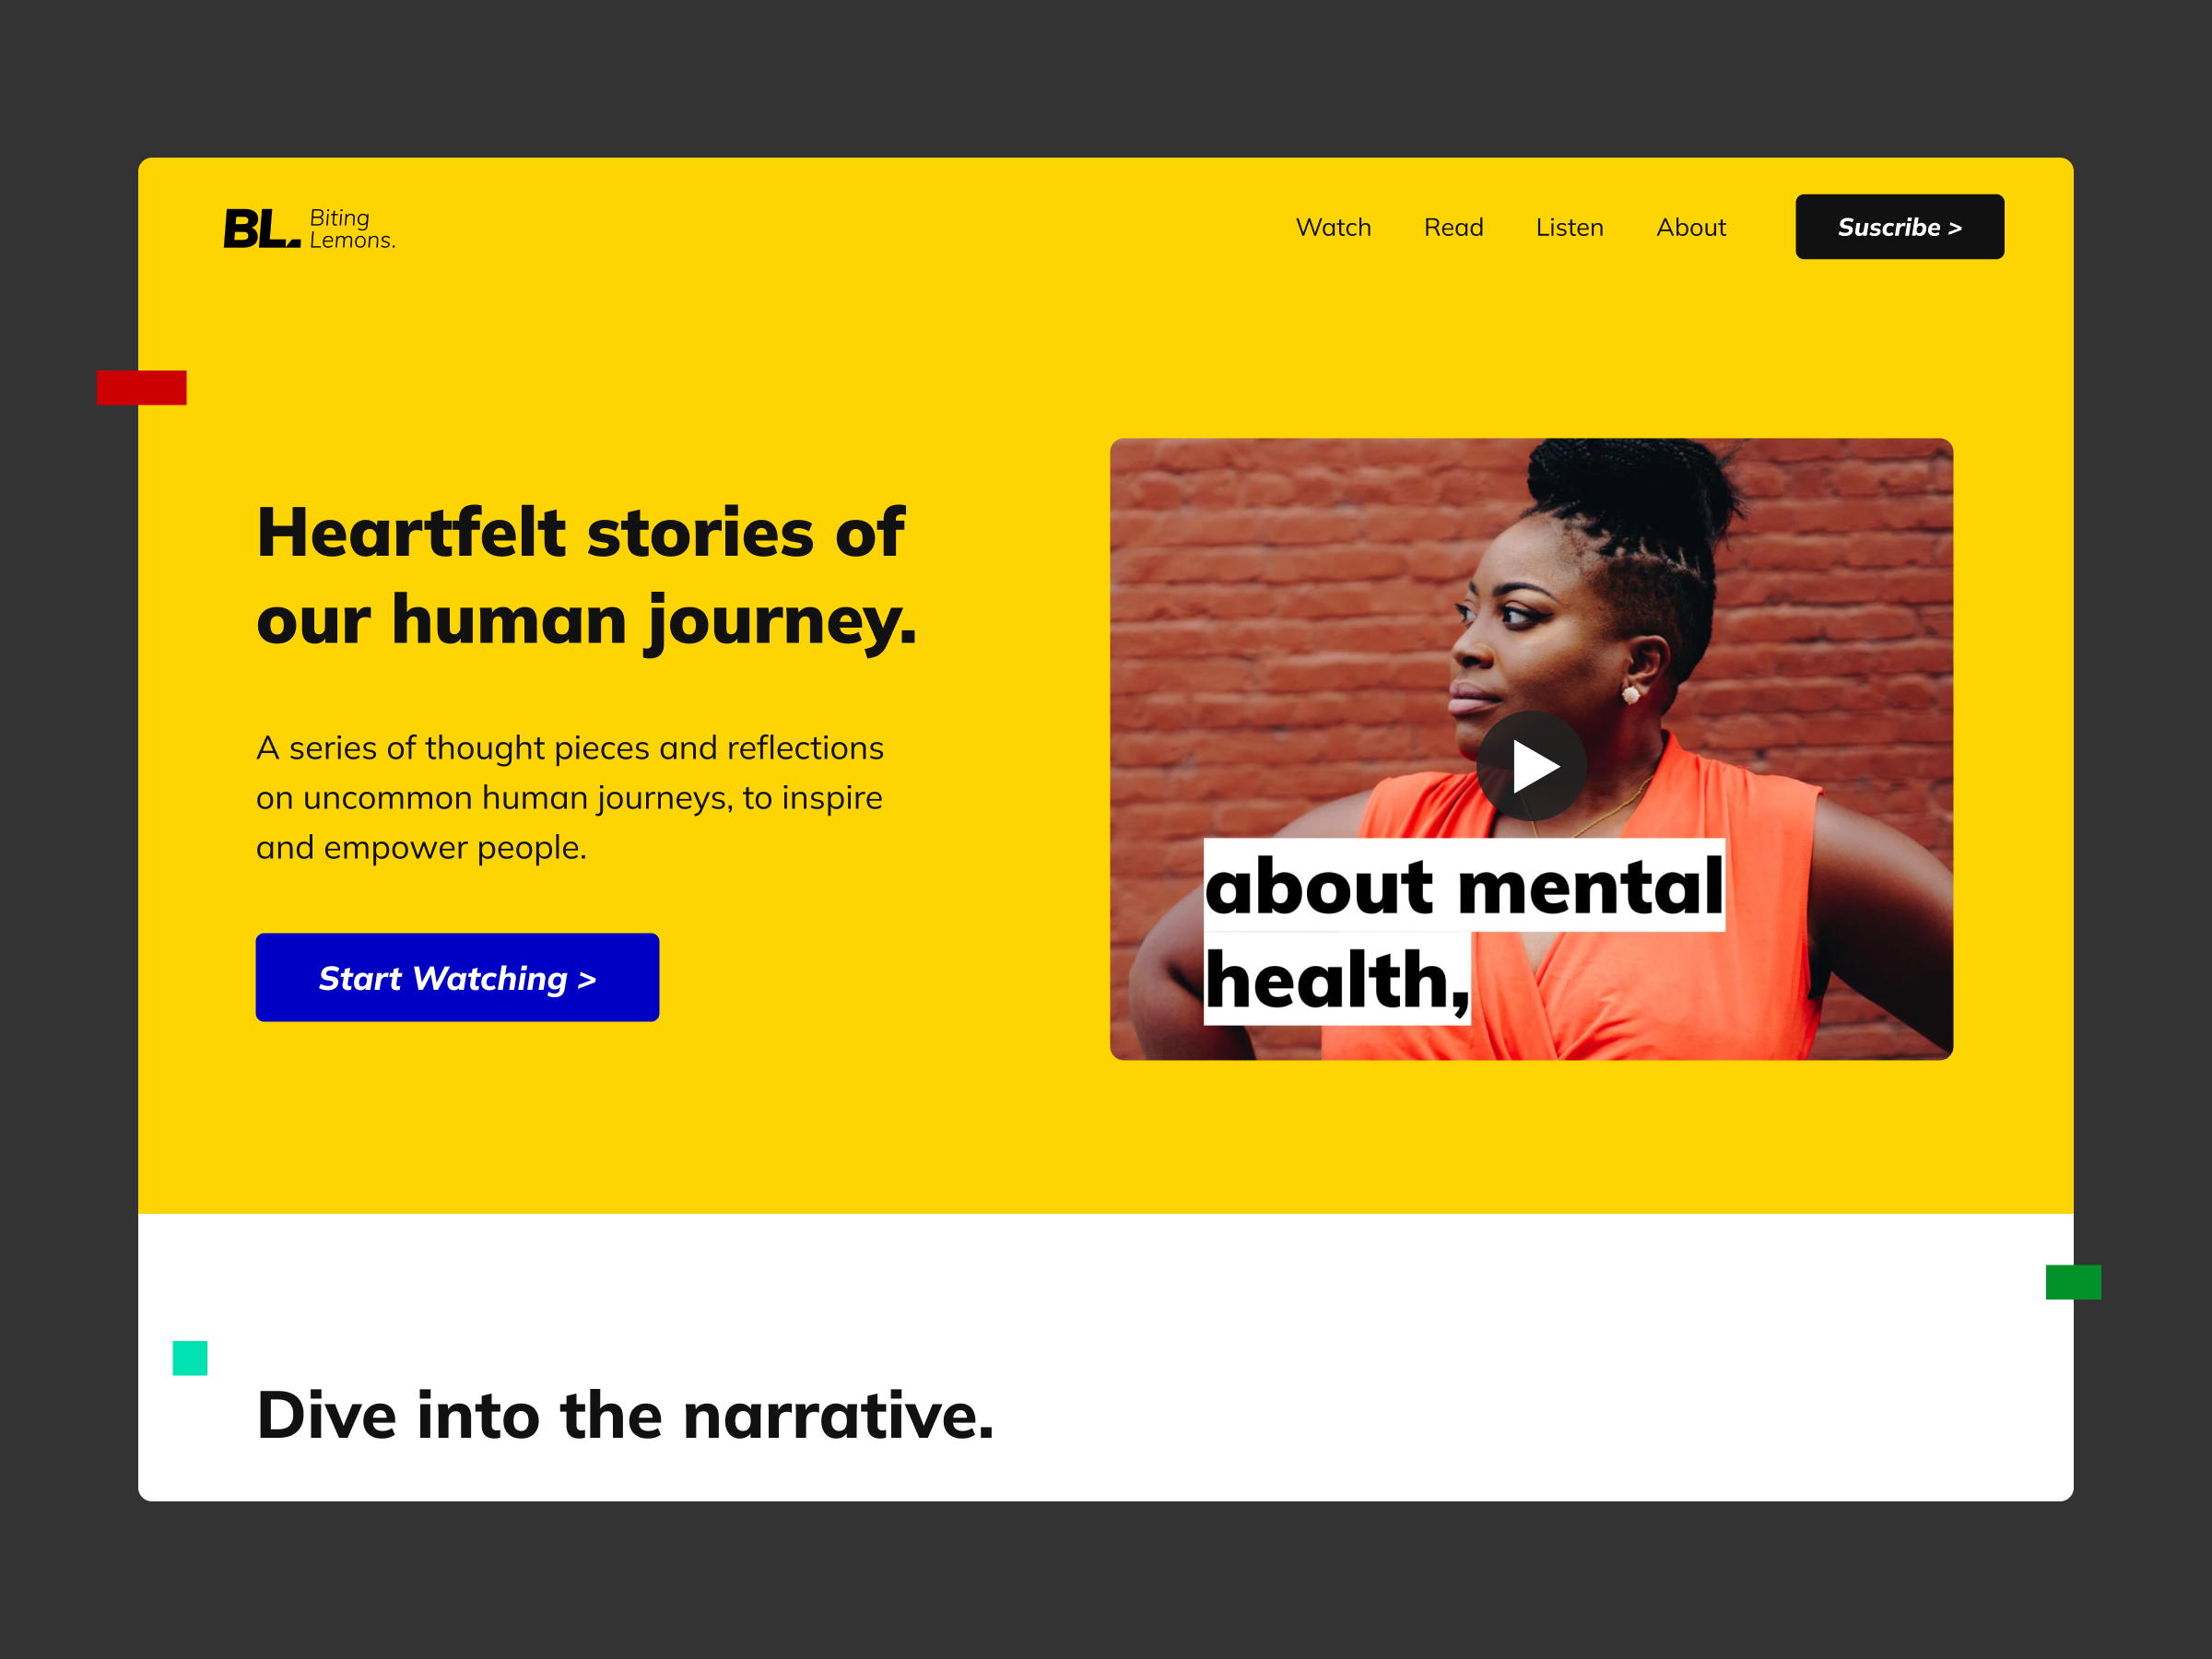 BL.
Biting
Lemons.
Watch Read Listen About Suscribe >
Heartfelt stories of
our human journey.
A series of thought pieces and reflections
on uncommon human journeys, to inspire
and empower people.
Start Watching >
about mental
health,
Dive into the narrative.